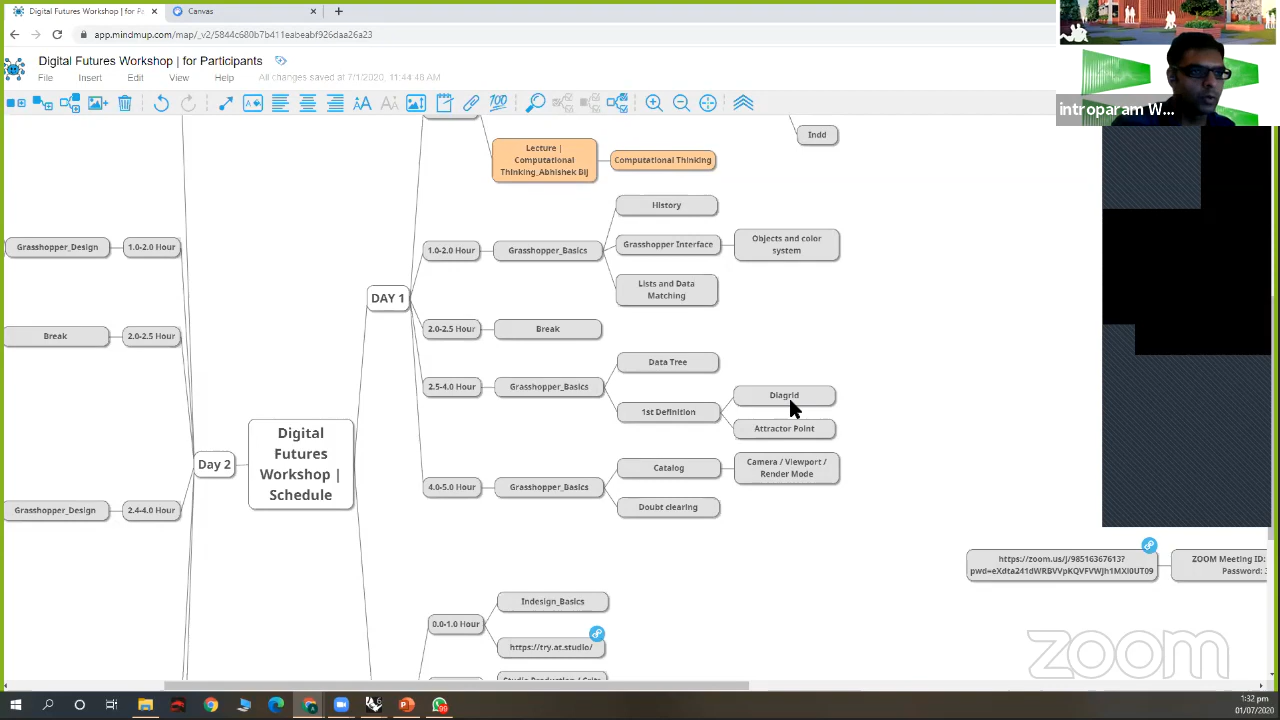 Digital Futures Workshop | for Pa
Canvas
app.mindmup.com/map/_v2/5844c680b7b411eabeabf926daa26a23
Digital Futures Workshop | for Participants
File Insert Edit View Help All changes saved at 7/1/2020, 11:44:46 AM
introparam W...
Indd
Lecture |
Computational
Thinking_Abhishek Bij
Computational Thinking
History
Grasshopper_Design
1.0-2.0 Hour
1.0-2.0 Hour
Grasshopper_Basics
Grasshopper Interface
Objects and color
system
Lists and Data
Matching
DAY 1
Break
2.0-2.5 Hour
2.0-2.5 Hour
Break
Data Tree
2.5-4.0 Hour
Grasshopper_Basics
1st Definition
Diagrid
Attractor Point
Digital
Futures
Workshop |
Schedule
Day 2
Catalog
Camera / Viewport /
Render Mode
4.0-5.0 Hour
Grasshopper_Basics
Doubt clearing
Grasshopper_Design
2.4-4.0 Hour
https://zoom.us/j/98516367613?
pwd=eXdta241dWRBVVpKQVFVWJh1MXI0UT09
ZOOM Meeting ID:
Password: 3
Indesign_Basics
0.0-1.0 Hour
https://try.at.studio/
Studio Production / Crits
zoom
1:32 pm
01/07/2020